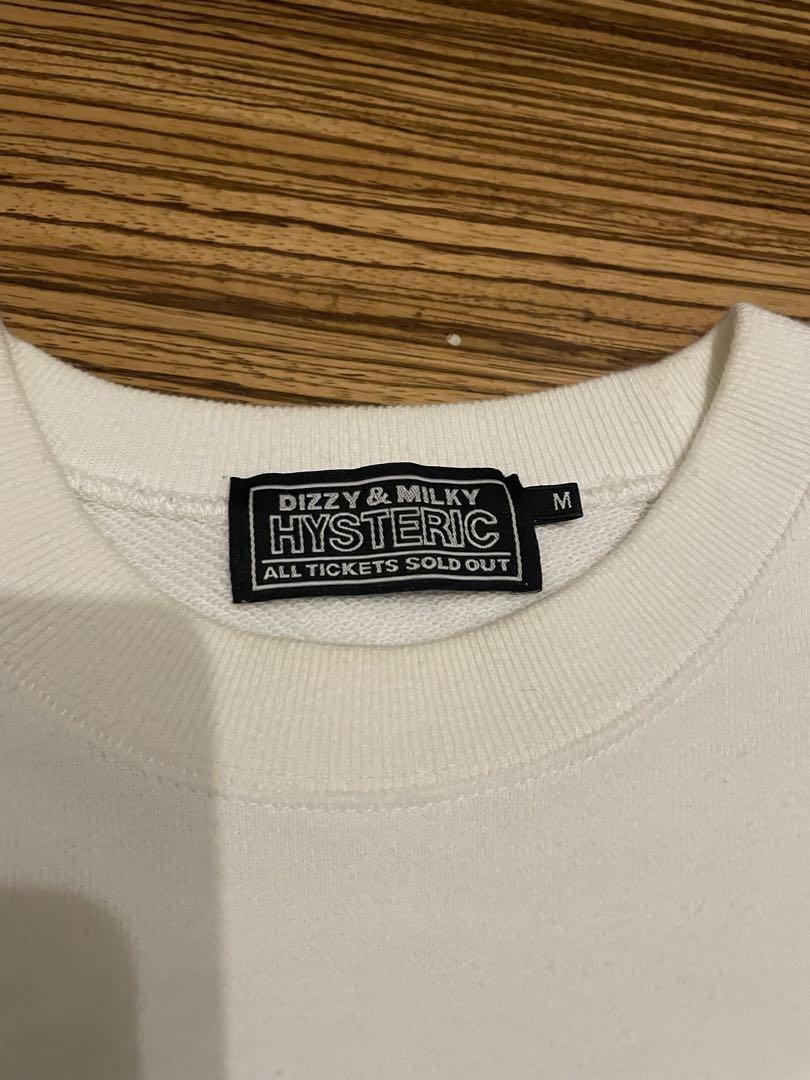 DIZZY & MILKY
HYSTERIC
ALL TICKETS SOLD OUT
M